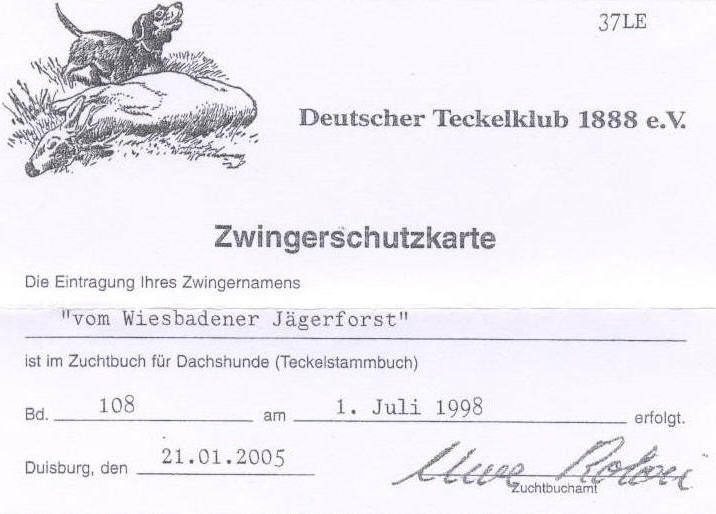 37LE
Deutscher Teckelklub 1888 e.V.
Zwingerschutzkarte
Die Eintragung Ihres Zwingernamens
"vom Wiesbadener Jägerforst"
ist im Zuchtbuch für Dachshunde (Teckelstammbuch)
Bd. 108 am 1. Juli 1998 erfolgt.
Duisburg, den 21.01.2005
Uwe
Zuchtbuchamt